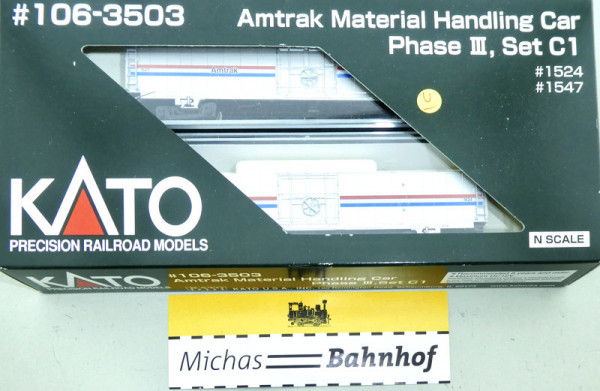 #106-3503
Amtrak Material Handling Car
Phase Ⅲ, Set C1
#1524
#1547
Amtrak
U1
KATO
PRECISION RAILROAD MODELS
N SCALE
#106-3503
Amtrak Material Handling Car
Phase Ⅲ, Set C1
KATO U.S.A.
Michas Bahnhof